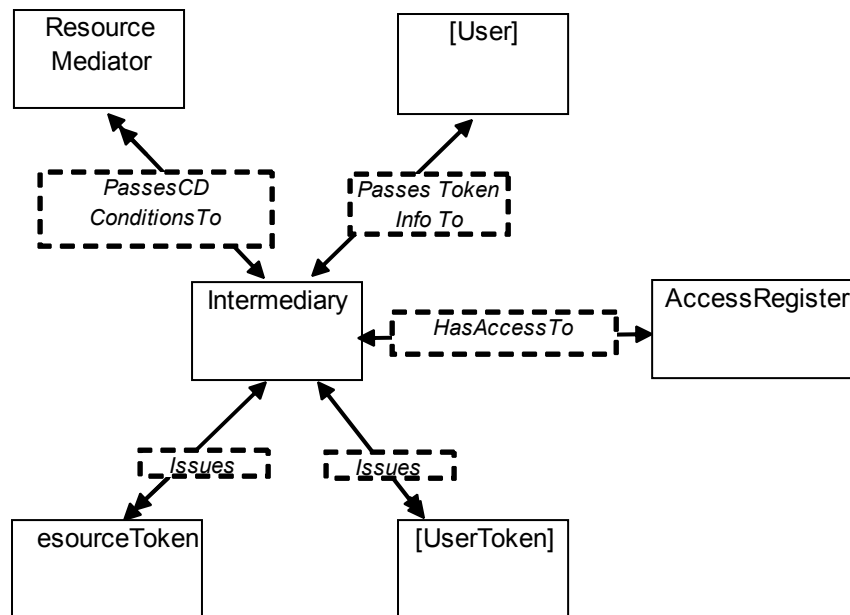 Resource
Mediator
[User]
PassesCD
ConditionsTo
Passes Token
Info To
Intermediary
AccessRegister
HasAccessTo
Issues
Issues
esourceToken
[UserToken]